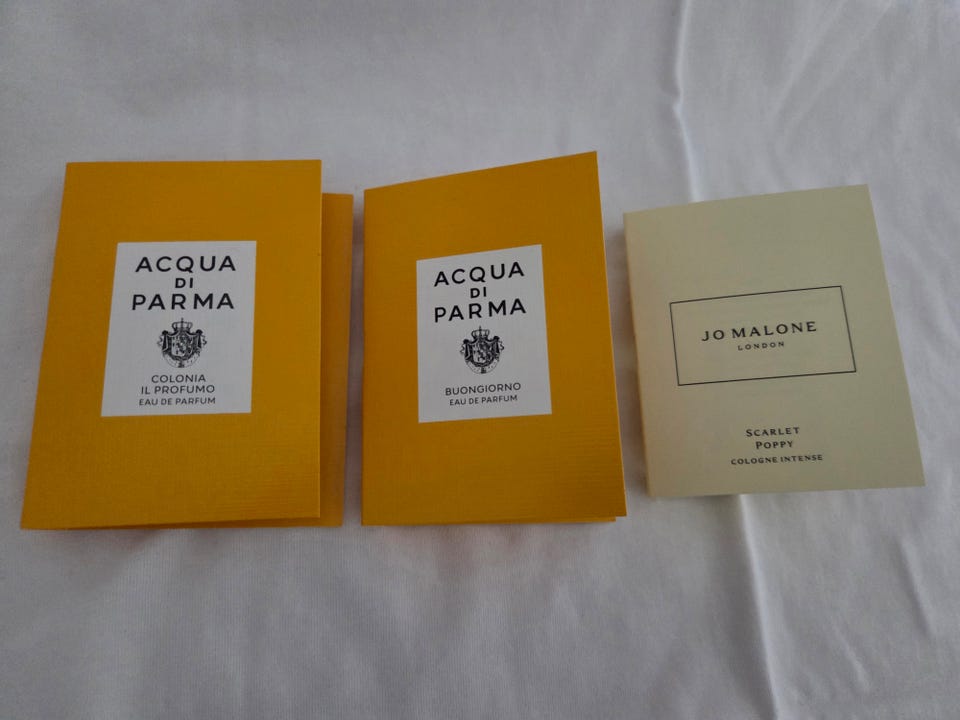 ACQUA
DI
PARMA
COLONIA
IL PROFUMO
EAU DE PARFUM
ACQUA
DI
PARMA
BUONGIORNO
EAU DE PARFUM
JO MALONE
LONDON
SCARLET
POPPY
COLOGNE INTENSE